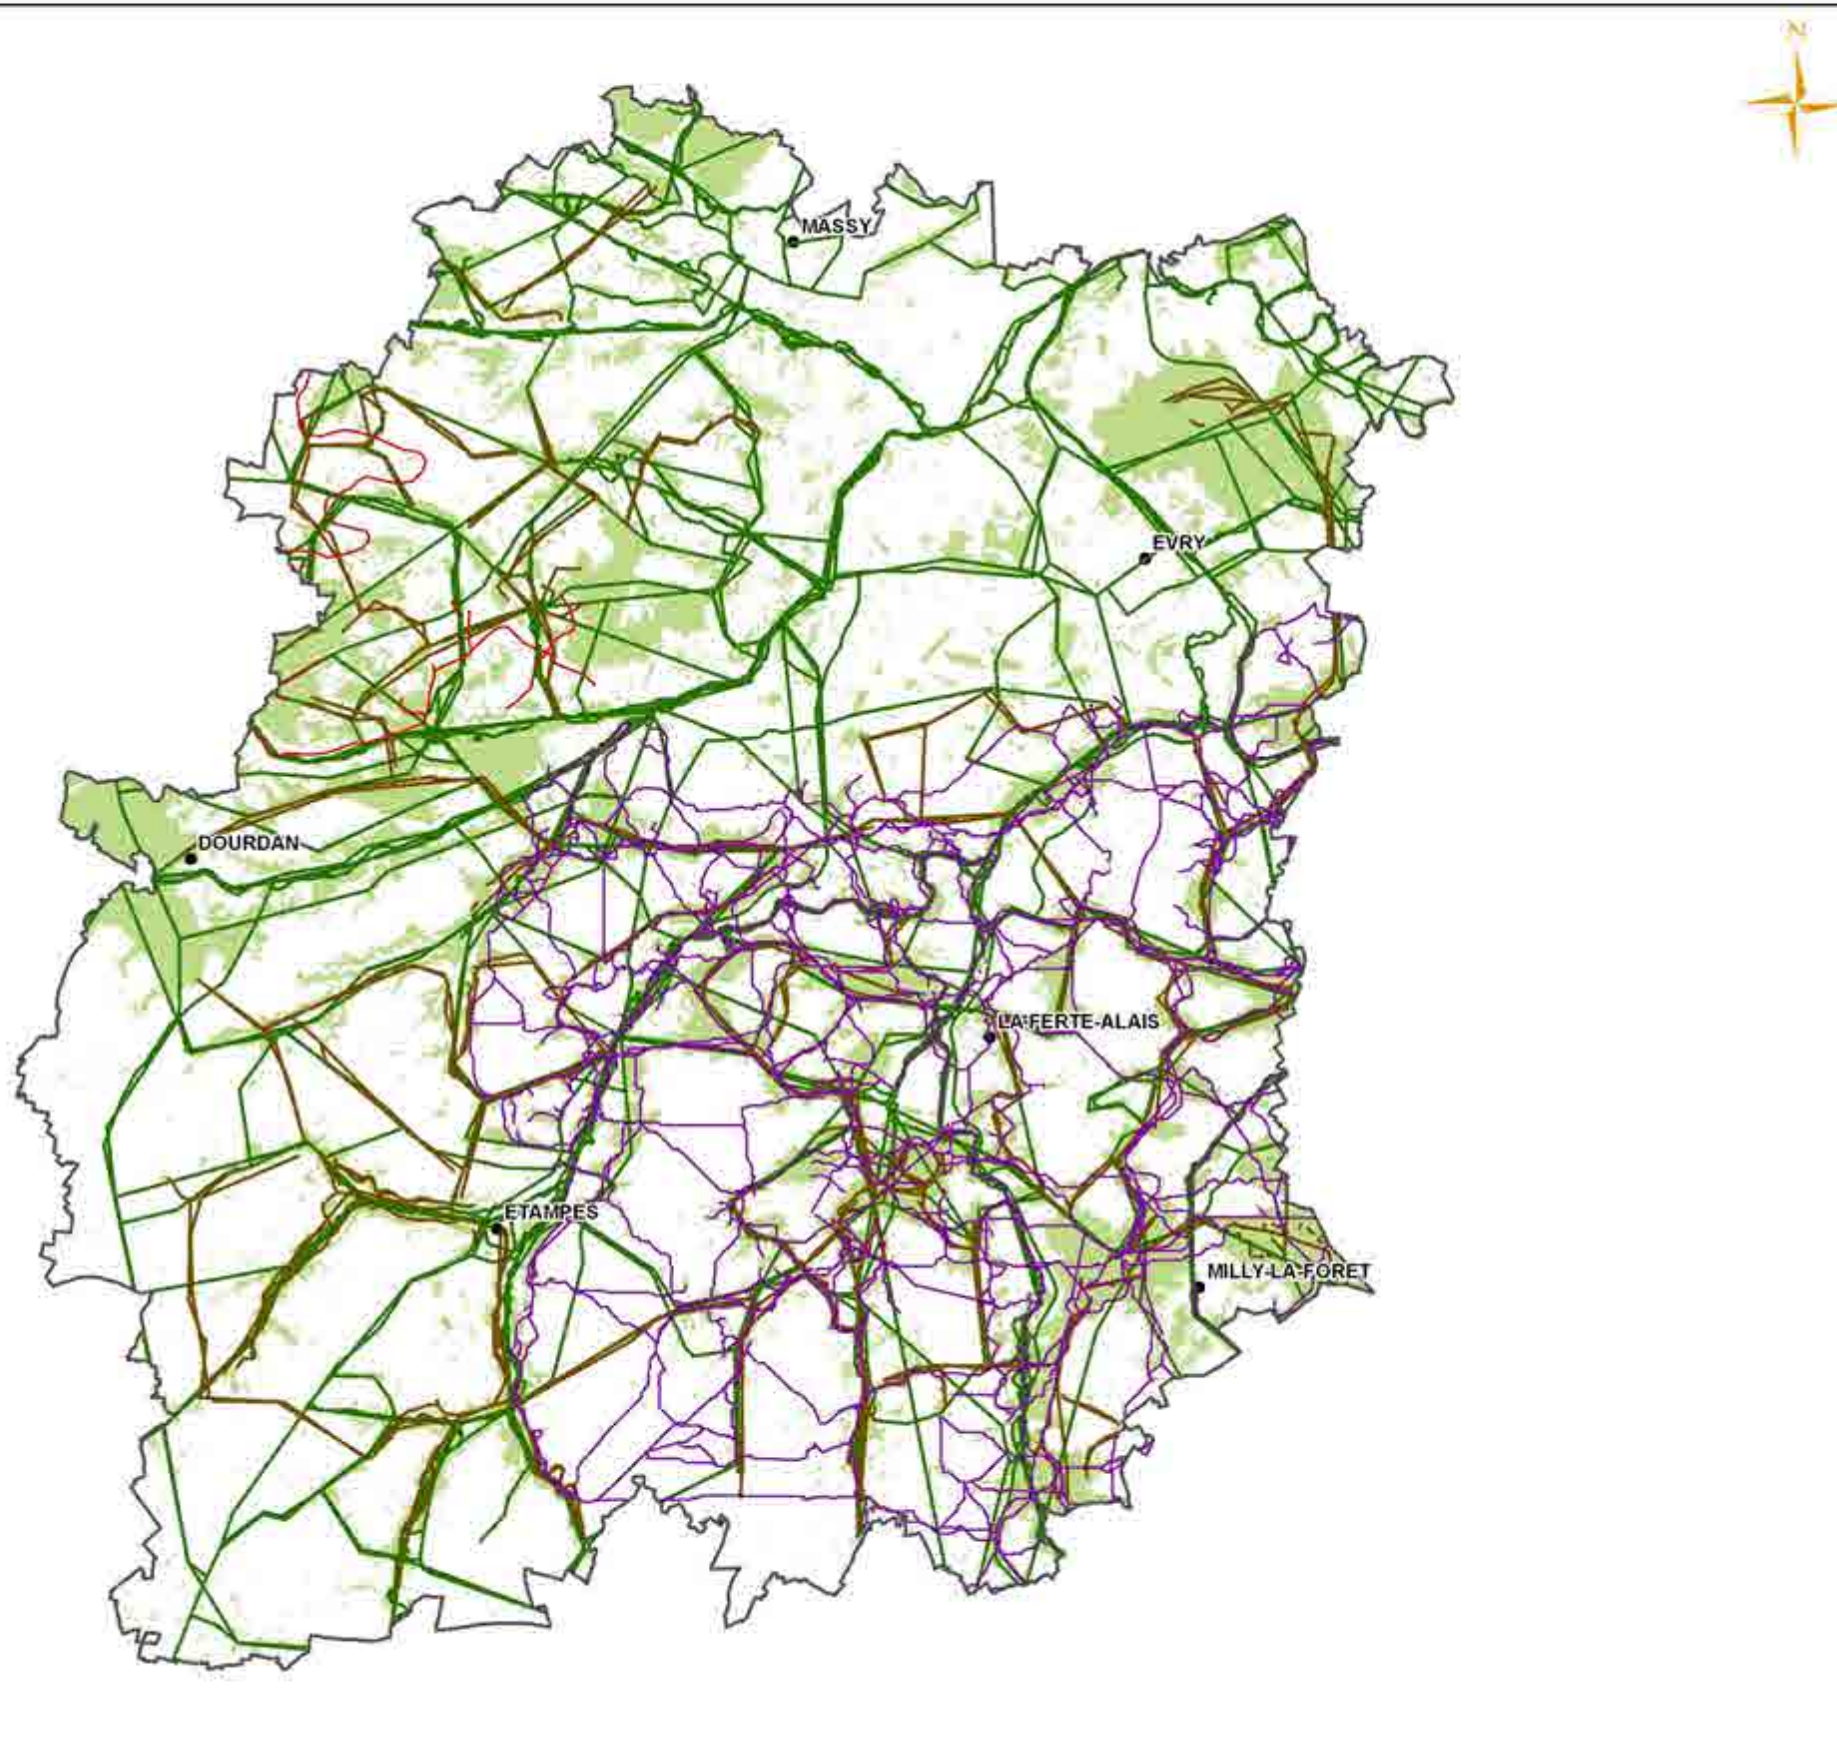 N
MASSY
EVRY
DOURDAN
LA FERTE-ALAIS
ETAMPES
MILLY-LA-FORET